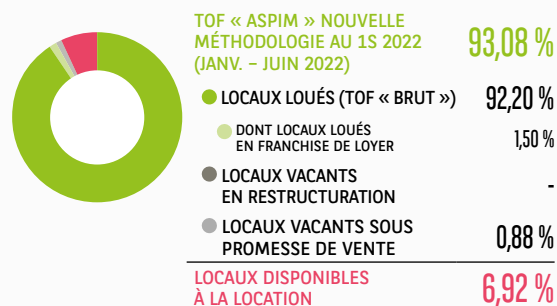 TOF « ASPIM » NOUVELLE
MÉTHODOLOGIE AU 1S 2022
(JANV. – JUIN 2022)
93,08 %
LOCAUX LOUÉS (TOF « BRUT »)
92,20 %
DONT LOCAUX LOUÉS
EN FRANCHISE DE LOYER
1,50 %
LOCAUX VACANTS
EN RESTRUCTURATION
-
LOCAUX VACANTS SOUS
PROMESSE DE VENTE
0,88 %
LOCAUX DISPONIBLES
À LA LOCATION
6,92 %